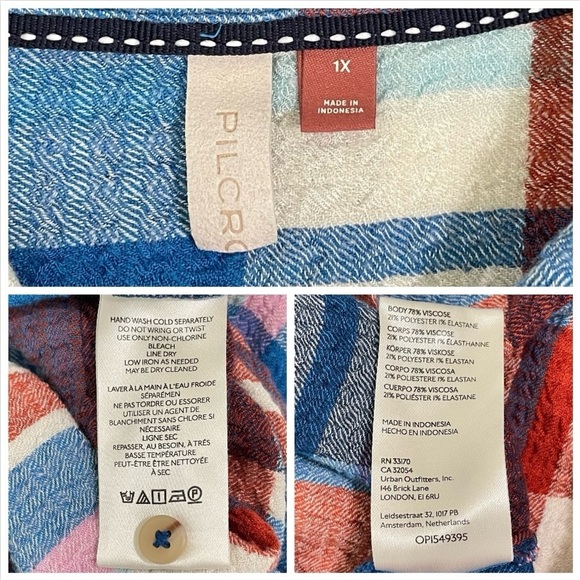 PILCRO
1X
MADE IN
INDONESIA
HAND WASH COLD SEPARATELY
DO NOT WRING OR TWIST
USE ONLY NON-CHLORINE
BLEACH
LINE DRY
LOW IRON AS NEEDED
MAY BE DRY CLEANED
LAVER À LA MAIN À L'EAU FROIDE
SÉPARÉMEN
NE PAS TORDRE OU ESSORER
UTILISER UN AGENT DE
BLANCHIMENT SANS CHLORE SI
NÉCESSAIRE
LIGNE SEC
REPASSER, AU BESOIN, À TRÈS
BASSE TEMPÉRATURE
PEUT-ÊTRE ÊTRE NETTOYÉE
À SEC
BODY 78% VISCOSE
21% POLYESTER 1% ELASTANE
CORPS 78% VISCOSE
21% POLYESTER 1% ÉLASTHANNE
KÖRPER 78% VISKOSE
21% POLYESTER 1% ELASTAN
CORPO 78% VISCOSA
21% POLIESTERE 1% ELASTAN
CUERPO 78% VISCOSA
21% POLIÉSTER 1% ELASTANE
MADE IN INDONESIA
HECHO EN INDONESIA
RN 33170
CA 32054
Urban Outfitters, Inc.
146 Brick Lane
LONDON, E1 6RU
Leidsestraat 32, 1017 PB
Amsterdam, Netherlands
OP1549395